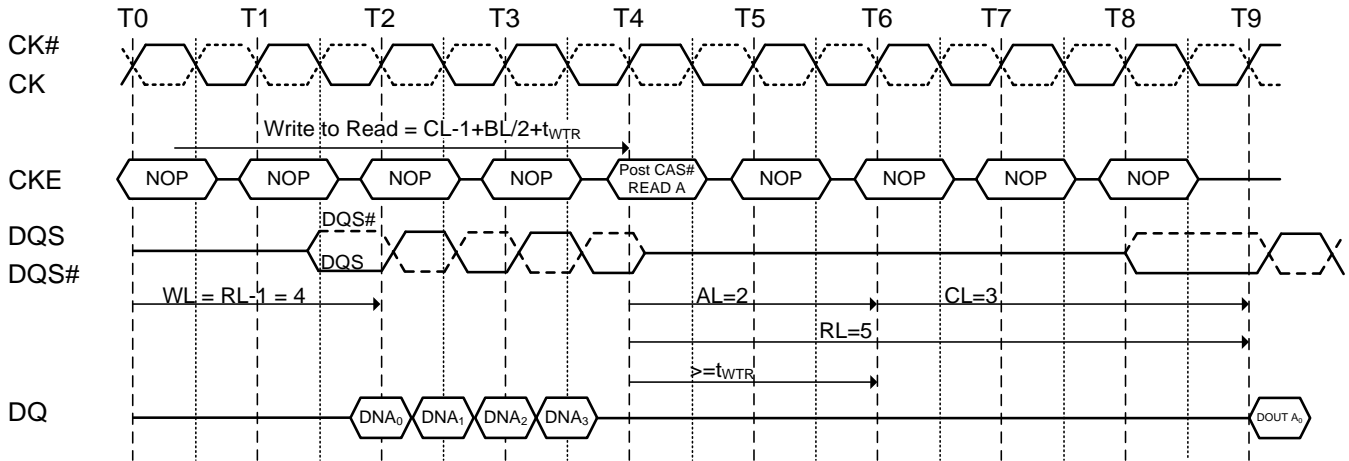 T0 T1 T2 T3 T4 T5 T6 T7 T8 T9
CK#
CK
Write to Read = CL-1+BL/2+tWTR
CKE NOP NOP NOP NOP Post CAS# READ A NOP NOP NOP NOP
DQS DQS#
DQS# DQS
WL = RL-1 = 4 AL=2 CL=3
RL=5
>=tWTR
DQ DNA0 DNA1 DNA2 DNA3 DOUT A0